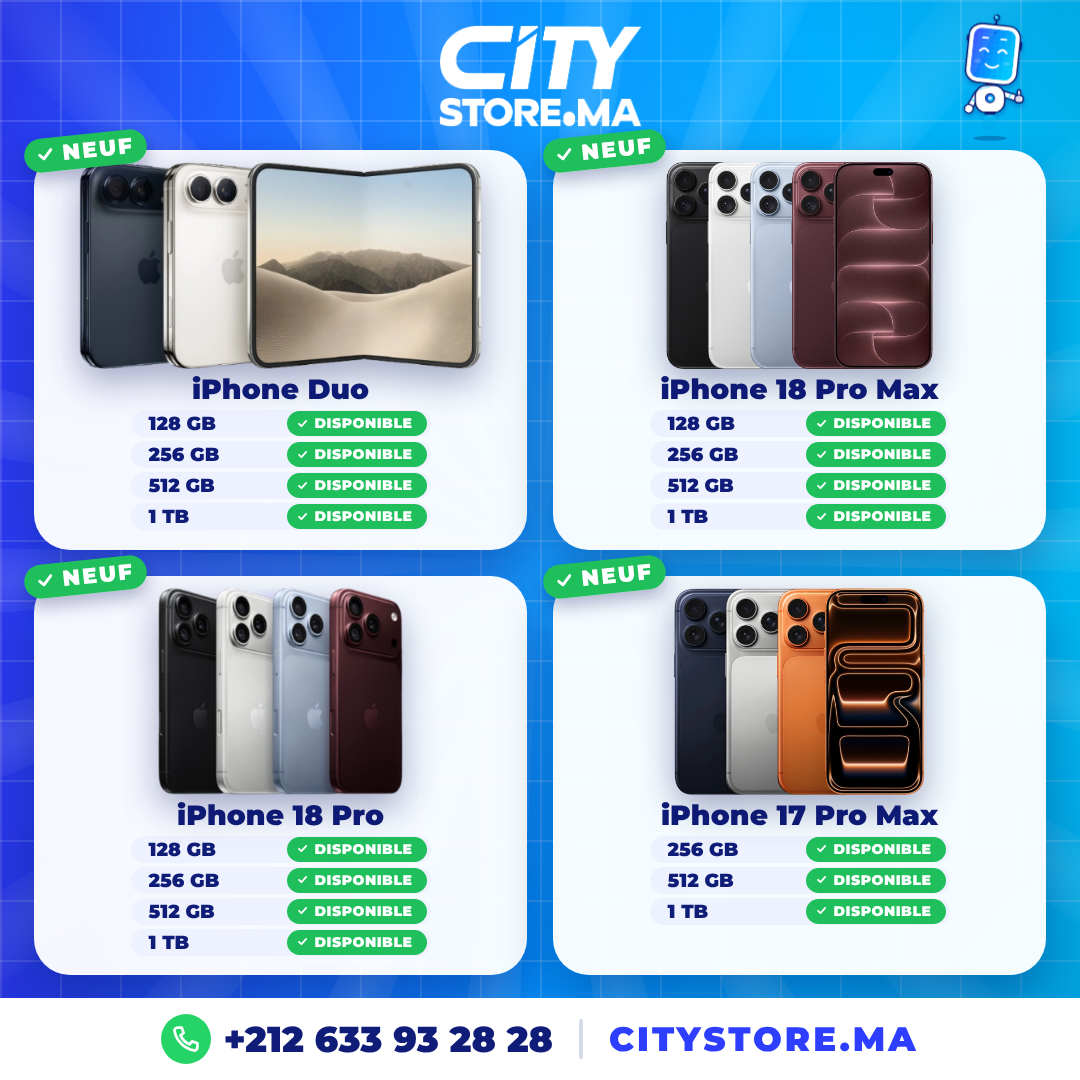 CiTY
STORE.MA
NEUF
iPhone Duo
128 GB DISPONIBLE
256 GB DISPONIBLE
512 GB DISPONIBLE
1 TB DISPONIBLE
NEUF
iPhone 18 Pro Max
128 GB DISPONIBLE
256 GB DISPONIBLE
512 GB DISPONIBLE
1 TB DISPONIBLE
NEUF
iPhone 18 Pro
128 GB DISPONIBLE
256 GB DISPONIBLE
512 GB DISPONIBLE
1 TB DISPONIBLE
NEUF
iPhone 17 Pro Max
256 GB DISPONIBLE
512 GB DISPONIBLE
1 TB DISPONIBLE
+212 633 93 28 28 | CITYSTORE.MA